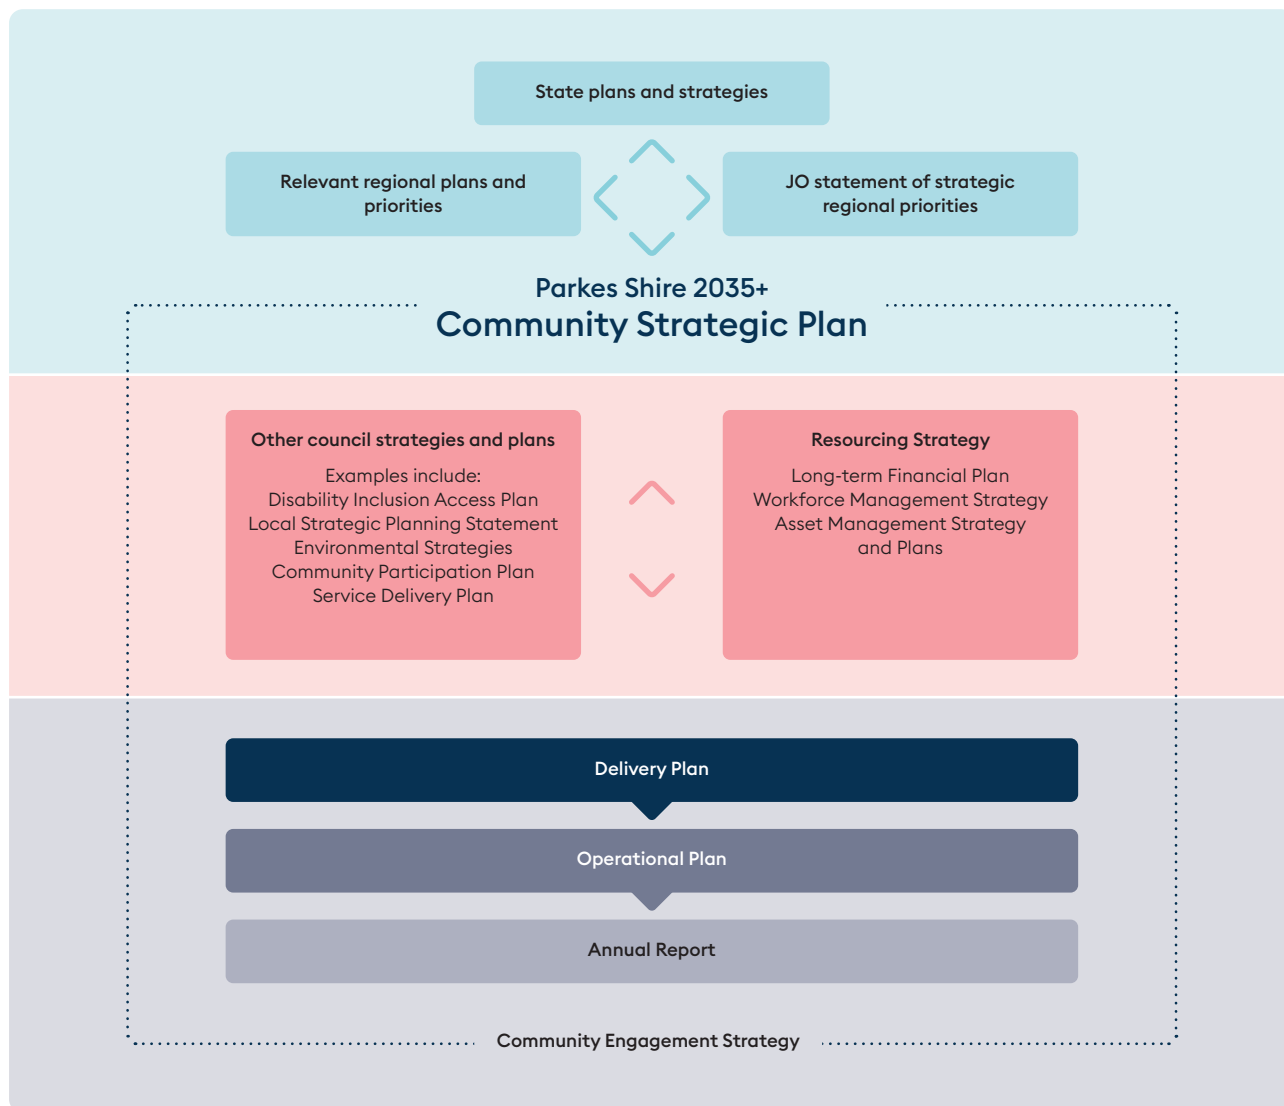 State plans and strategies
Relevant regional plans and
priorities
JO statement of strategic
regional priorities
Parkes Shire 2035+
Community Strategic Plan
Other council strategies and plans
Examples include:
Disability Inclusion Access Plan
Local Strategic Planning Statement
Environmental Strategies
Community Participation Plan
Service Delivery Plan
Resourcing Strategy
Long-term Financial Plan
Workforce Management Strategy
Asset Management Strategy
and Plans
Delivery Plan
Operational Plan
Annual Report
Community Engagement Strategy